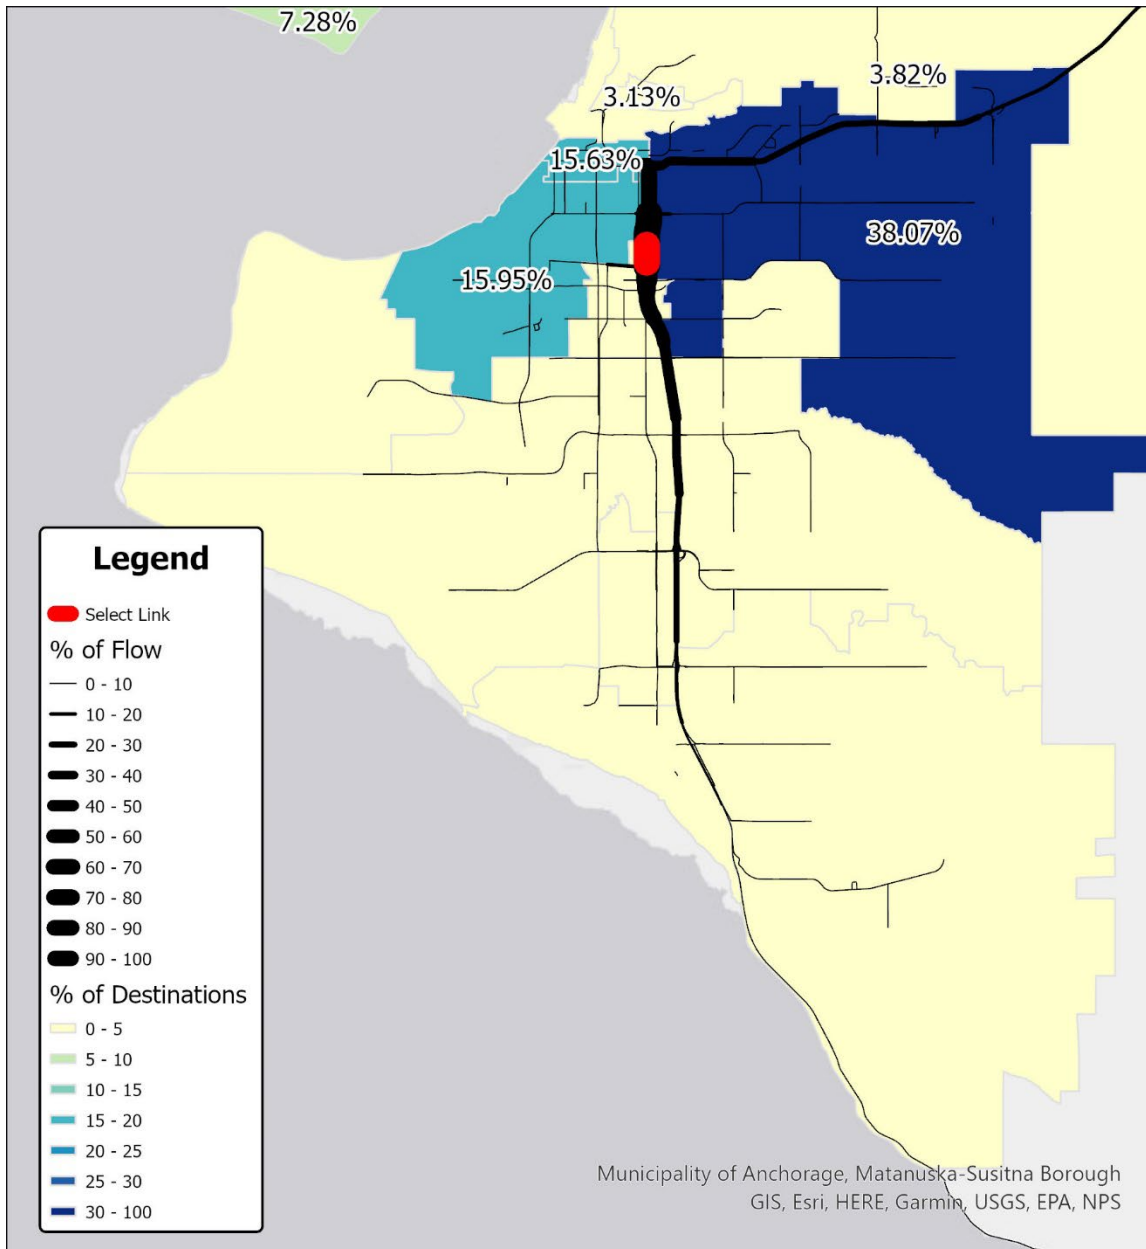 7.28%
3.82%
3.13%
15.63%
38.07%
15.95%
Legend
Select Link
% of Flow
0 - 10
10 - 20
20 - 30
30 - 40
40 - 50
50 - 60
60 - 70
70 - 80
80 - 90
90 - 100
% of Destinations
0 - 5
5 - 10
10 - 15
15 - 20
20 - 25
25 - 30
30 - 100
Municipality of Anchorage, Matanuska-Susitna Borough
GIS, Esri, HERE, Garmin, USGS, EPA, NPS